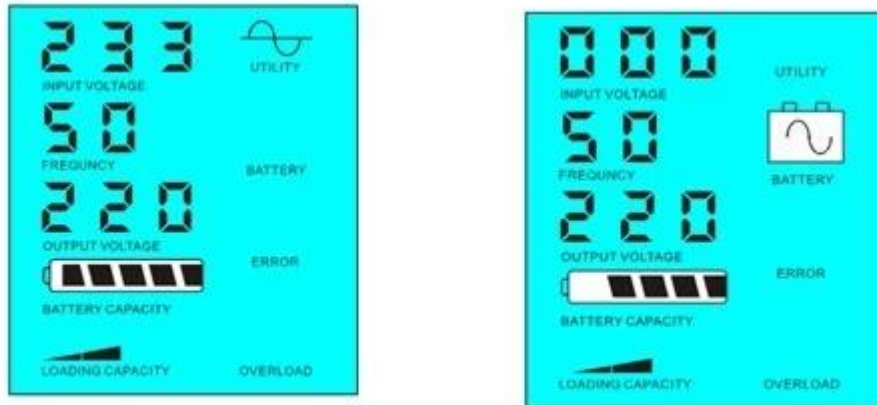 233
UTILITY
INPUT VOLTAGE
50
FREQUNCY
BATTERY
220
OUTPUT VOLTAGE
ERROR
BATTERY CAPACITY
LOADING CAPACITY
OVERLOAD
000
UTILITY
INPUT VOLTAGE
50
FREQUNCY
BATTERY
220
OUTPUT VOLTAGE
ERROR
BATTERY CAPACITY
LOADING CAPACITY
OVERLOAD